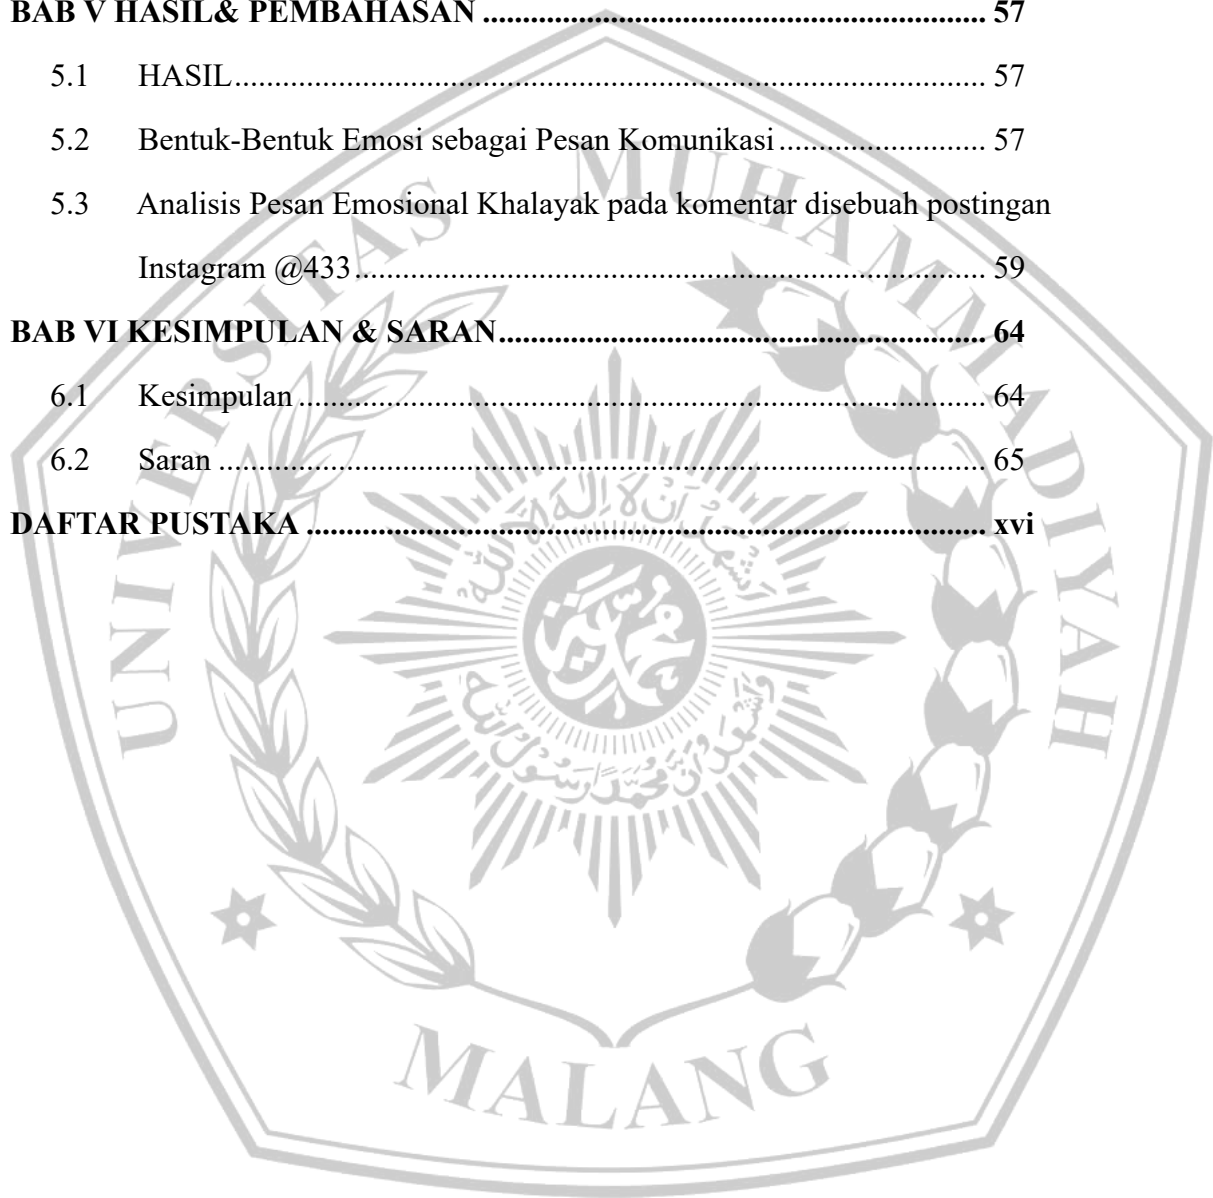 BAB V HASIL& PEMBAHASAN ................................................................ 57
5.1 HASIL................................................................................................ 57
5.2 Bentuk-Bentuk Emosi sebagai Pesan Komunikasi .......................... 57
5.3 Analisis Pesan Emosional Khalayak pada komentar disebuah postingan
Instagram @433................................................................................ 59
BAB VI KESIMPULAN & SARAN.............................................................. 64
6.1 Kesimpulan ....................................................................................... 64
6.2 Saran ................................................................................................. 65
DAFTAR PUSTAKA ...................................................................................... xvi
UNIVERSITAS MUHAMMADIYAH
MALANG